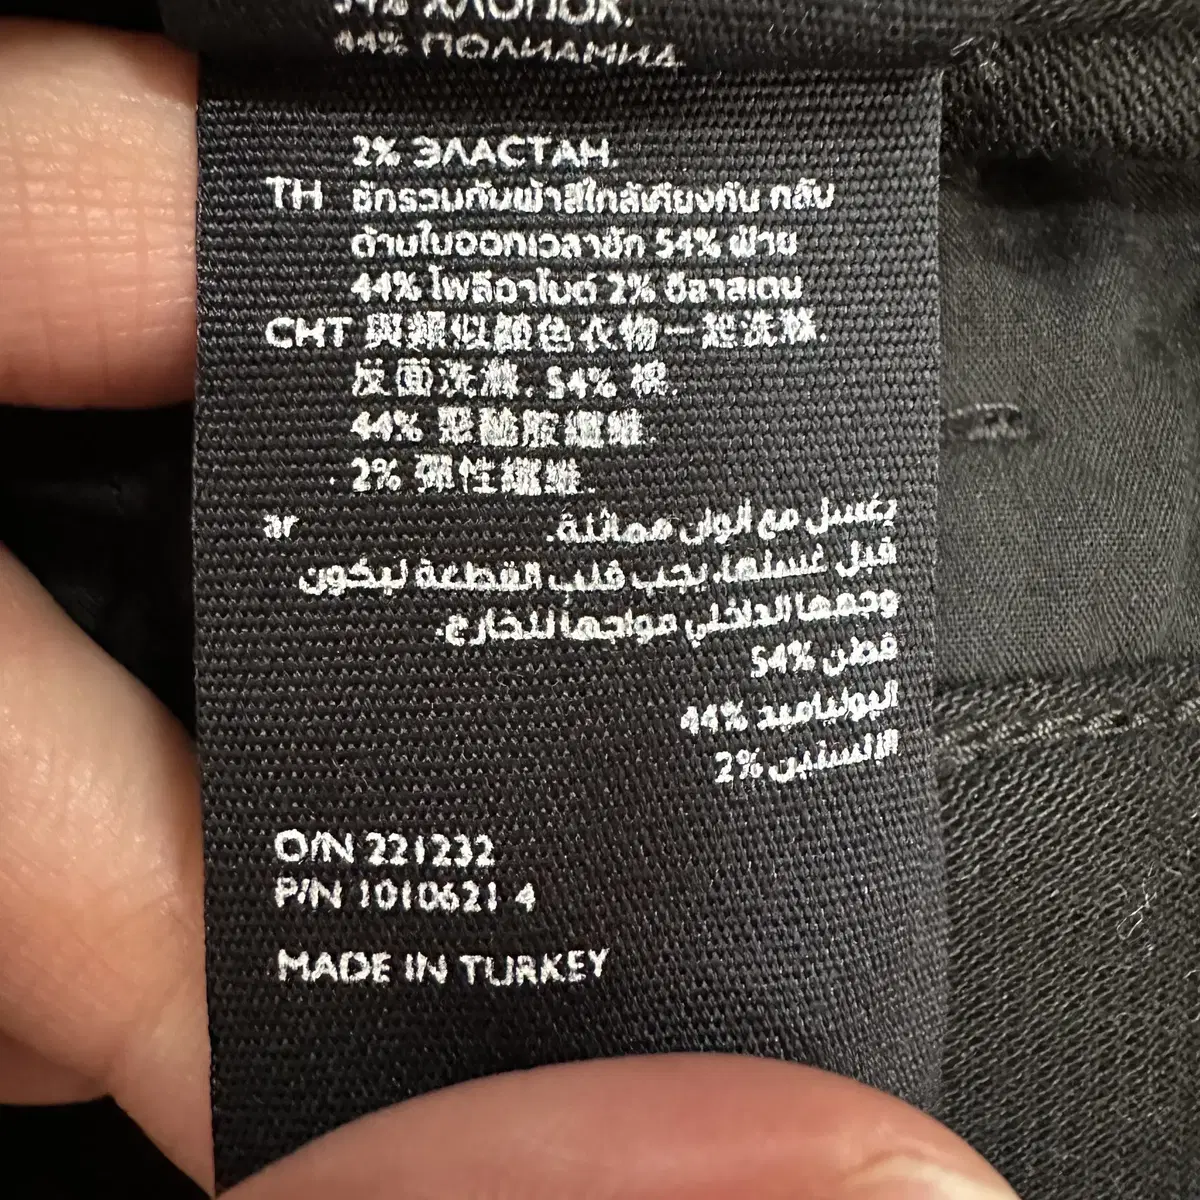 54% ХЛОПОК.
44% ПОЛИАМИД.
2% ЭЛАСТАН.
TH ซักรวมกับผ้าสีใกล้เคียงกัน กลับ
ด้านในออกเวลาซัก 54% ฝ้าย
44% โพลีอาไมด์ 2% อีลาสเตน
CHT 與類似顏色衣物一起洗滌.
反面洗滌. 54% 棉.
44% 聚醯胺纖維.
2% 彈性纖維.
ar يغسل مع ألوان مماثلة.
قبل غسلها، يجب قلب القطعة ليكون
وجهها الداخلي مواجهاً للخارج.
54% قطن
44% البولياميد
2% الإلستين
O/N 221232
P/N 1010621 4
MADE IN TURKEY